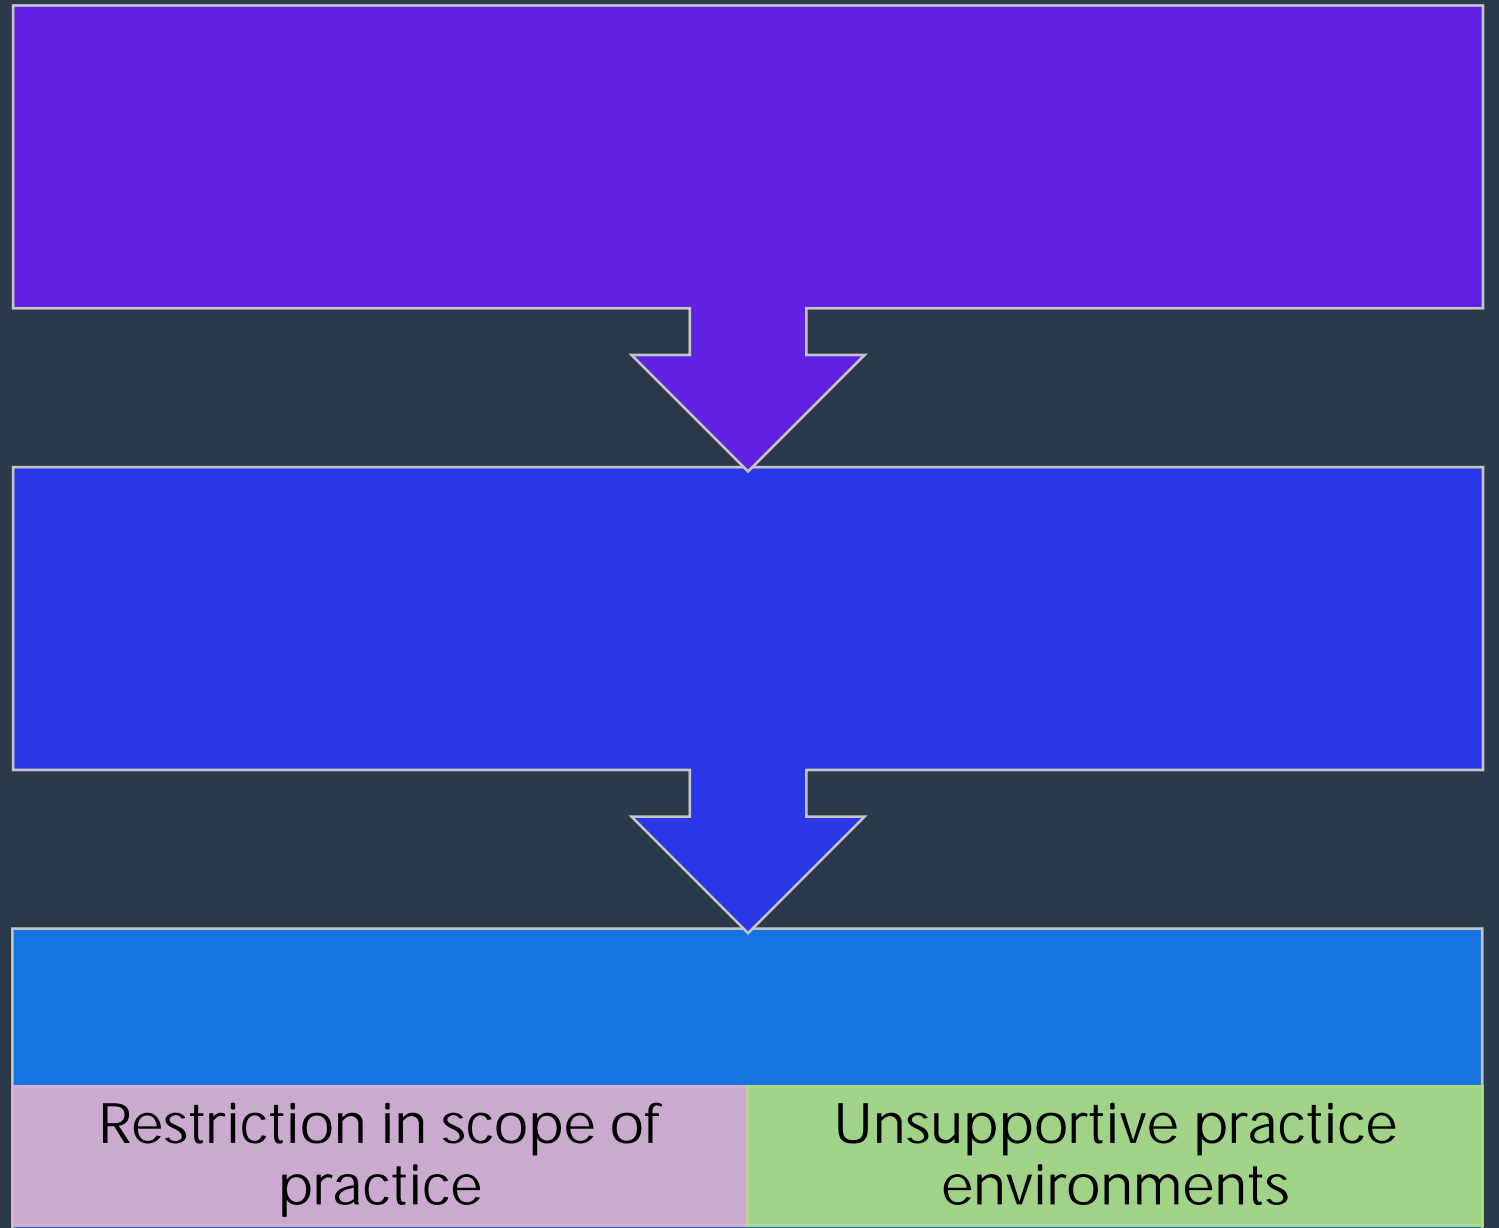 Restriction in scope of
practice
Unsupportive practice
environments